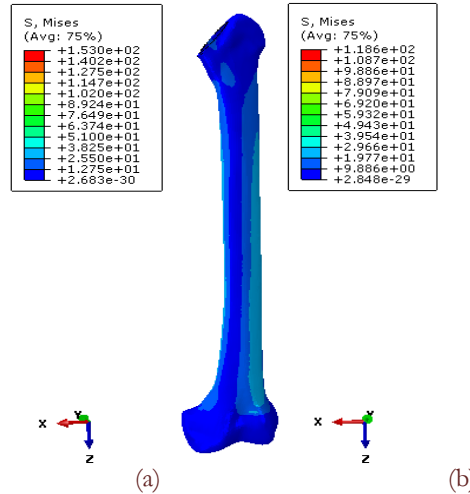 S, Mises
(Avg: 75%)
+1.530e+02
+1.402e+02
+1.275e+02
+1.147e+02
+1.020e+02
+8.924e+01
+7.649e+01
+6.374e+01
+5.100e+01
+3.825e+01
+2.550e+01
+1.275e+01
+2.683e-30
S, Mises
(Avg: 75%)
+1.186e+02
+1.087e+02
+9.886e+01
+8.897e+01
+7.909e+01
+6.920e+01
+5.932e+01
+4.943e+01
+3.954e+01
+2.966e+01
+1.977e+01
+9.886e+00
+2.848e-29
X Y Z
(a)
X Y Z
(b)